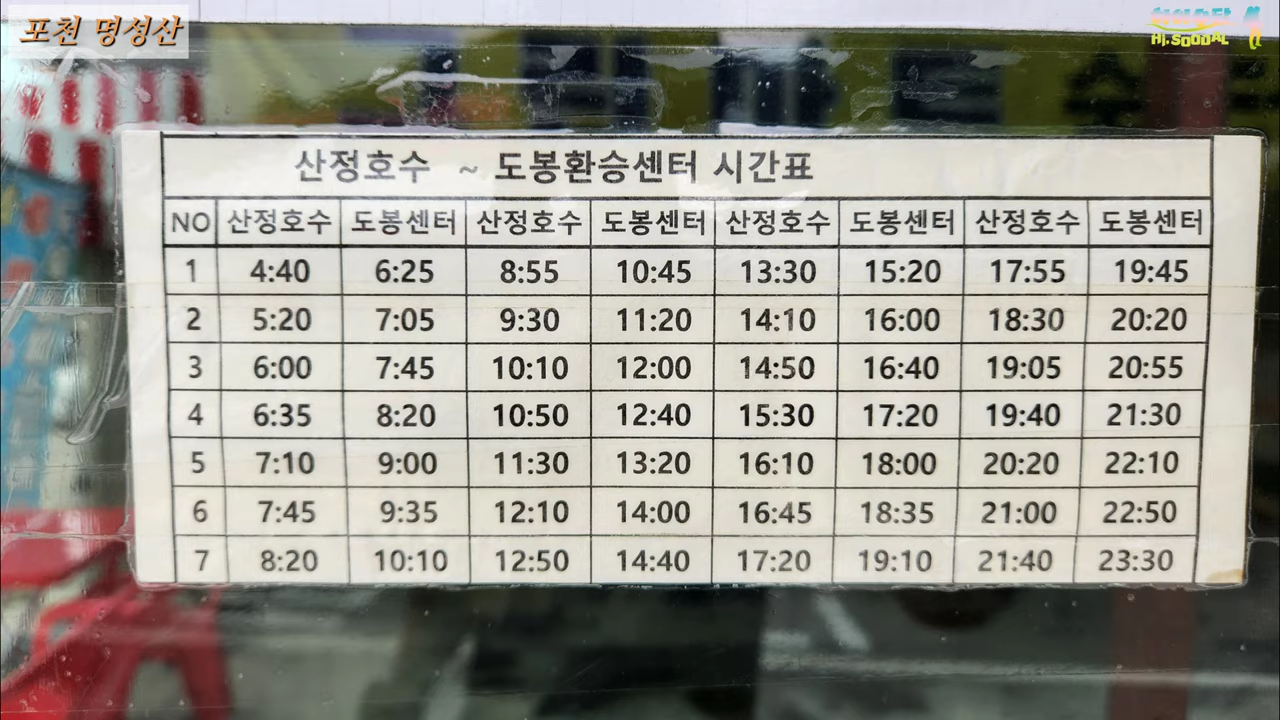 포천 명성산
Hi.SOODAL
산정호수 ~ 도봉환승센터 시간표
NO 산정호수 도봉센터 산정호수 도봉센터 산정호수 도봉센터 산정호수 도봉센터
1 4:40 6:25 8:55 10:45 13:30 15:20 17:55 19:45
2 5:20 7:05 9:30 11:20 14:10 16:00 18:30 20:20
3 6:00 7:45 10:10 12:00 14:50 16:40 19:05 20:55
4 6:35 8:20 10:50 12:40 15:30 17:20 19:40 21:30
5 7:10 9:00 11:30 13:20 16:10 18:00 20:20 22:10
6 7:45 9:35 12:10 14:00 16:45 18:35 21:00 22:50
7 8:20 10:10 12:50 14:40 17:20 19:10 21:40 23:30